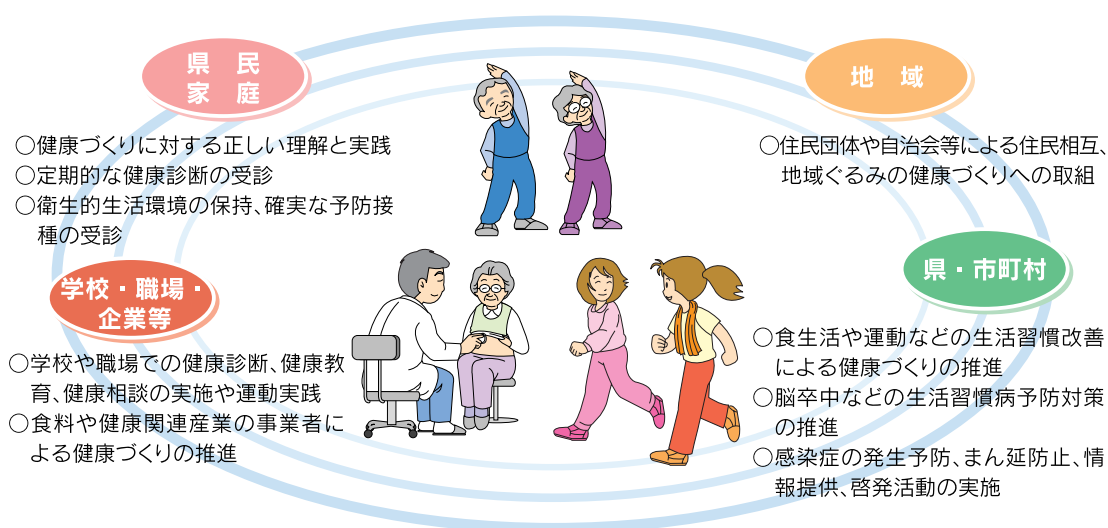 県　民
家　庭
○健康づくりに対する正しい理解と実践
○定期的な健康診断の受診
○衛生的生活環境の保持、確実な予防接
種の受診
地　域
○住民団体や自治会等による住民相互、
地域ぐるみの健康づくりへの取組
学校・職場・
企業等
○学校や職場での健康診断、健康教
育、健康相談の実施や運動実践
○食料や健康関連産業の事業者に
よる健康づくりの推進
県・市町村
○食生活や運動などの生活習慣改善
による健康づくりの推進
○脳卒中などの生活習慣病予防対策
の推進
○感染症の発生予防、まん延防止、情
報提供、啓発活動の実施